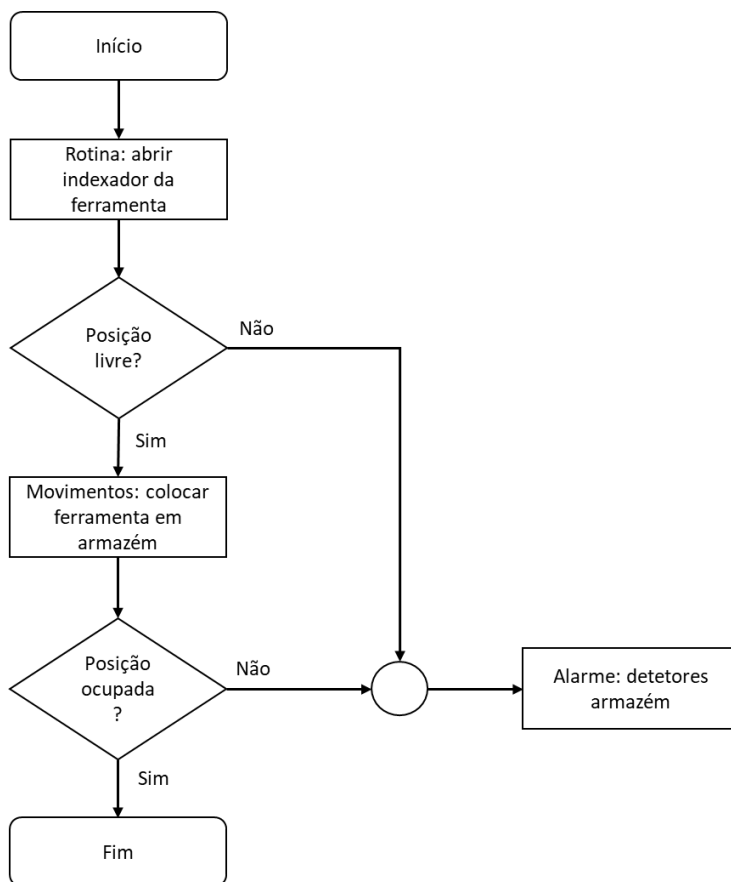 Início
Rotina: abrir
indexador da
ferramenta
Posição
livre?
Não
Sim
Movimentos: colocar
ferramenta em
armazém
Posição
ocupada
?
Não
Alarme: detetores
armazém
Sim
Fim